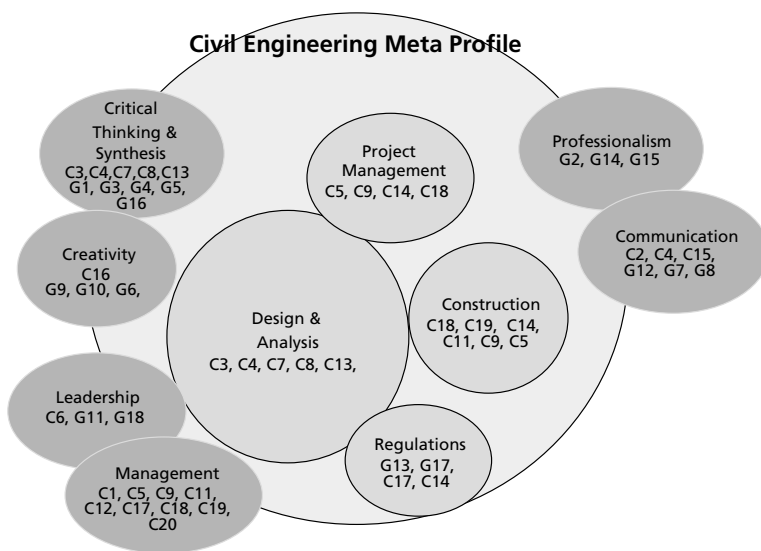 Civil Engineering Meta Profile
Critical
Thinking &
Synthesis
C3,C4,C7,C8,C13
G1, G3, G4, G5,
G16
Professionalism
G2, G14, G15
Project
Management
C5, C9, C14, C18
Communication
C2, C4, C15,
G12, G7, G8
Creativity
C16
G9, G10, G6,
Construction
C18, C19, C14,
C11, C9, C5
Design &
Analysis
C3, C4, C7, C8, C13,
Leadership
C6, G11, G18
Regulations
G13, G17,
C17, C14
Management
C1, C5, C9, C11,
C12, C17, C18, C19,
C20